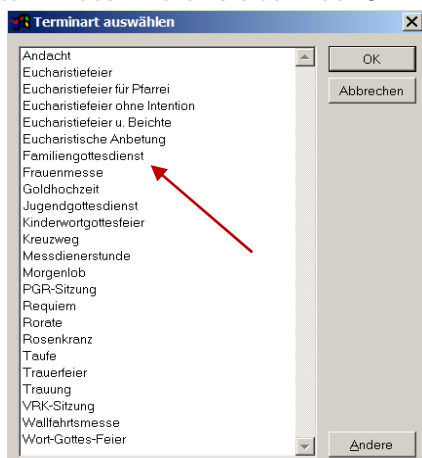 Terminart auswählen
Andacht
Eucharistiefeier
Eucharistiefeier für Pfarrei
Eucharistiefeier ohne Intention
Eucharistiefeier u. Beichte
Eucharistische Anbetung
Familiengottesdienst
Frauenmesse
Goldhochzeit
Jugendgottesdienst
Kinderwortgottesfeier
Kreuzweg
Messdienerstunde
Morgenlob
PGR-Sitzung
Requiem
Rorate
Rosenkranz
Taufe
Trauerfeier
Trauung
VRK-Sitzung
Wallfahrtsmesse
Wort-Gottes-Feier
OK
Abbrechen
Andere